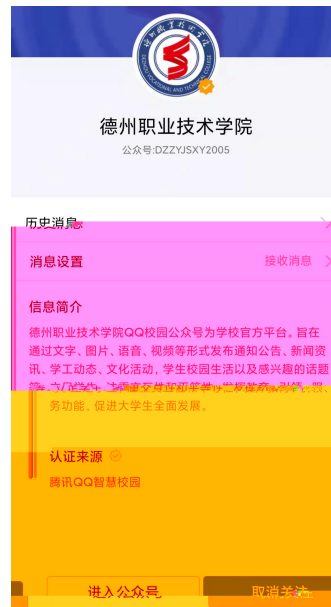 德州职业技术学院
公众号:DZZYJSXY2005
历史消息
消息设置
接收消息
信息简介
德州职业技术学院QQ校园公众号为学校官方平台。旨在
通过文字、图片、语音、视频等形式发布通知公告、新闻资
讯、学工动态、文化活动，学生校园生活以及感兴趣的话题
务功能，促进大学生全面发展。
认证来源
腾讯QQ智慧校园
进入公众号
取消关注